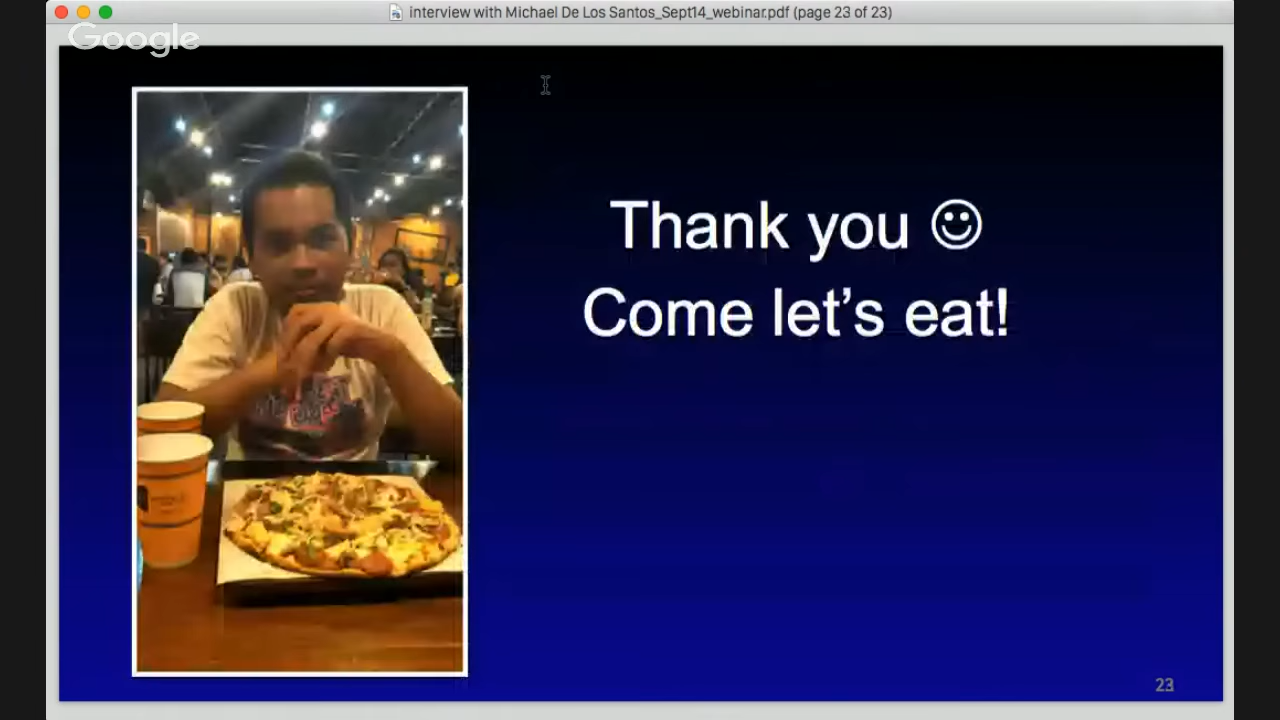 interview with Michael De Los Santos_Sept14_webinar.pdf (page 23 of 23)
Google
Thank you ☺
Come let's eat!
23